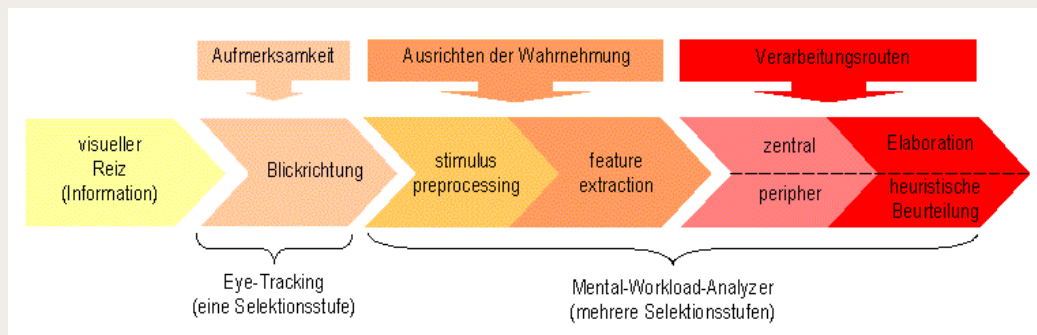 Aufmerksamkeit
Ausrichten der Wahrnehmung
Verarbeitungsrouten
visueller
Reiz
(Information)
Blickrichtung
stimulus
preprocessing
feature
extraction
zentral
peripher
Elaboration
heuristische
Beurteilung
Eye-Tracking
(eine Selektionsstufe)
Mental-Workload-Analyzer
(mehrere Selektionsstufen)